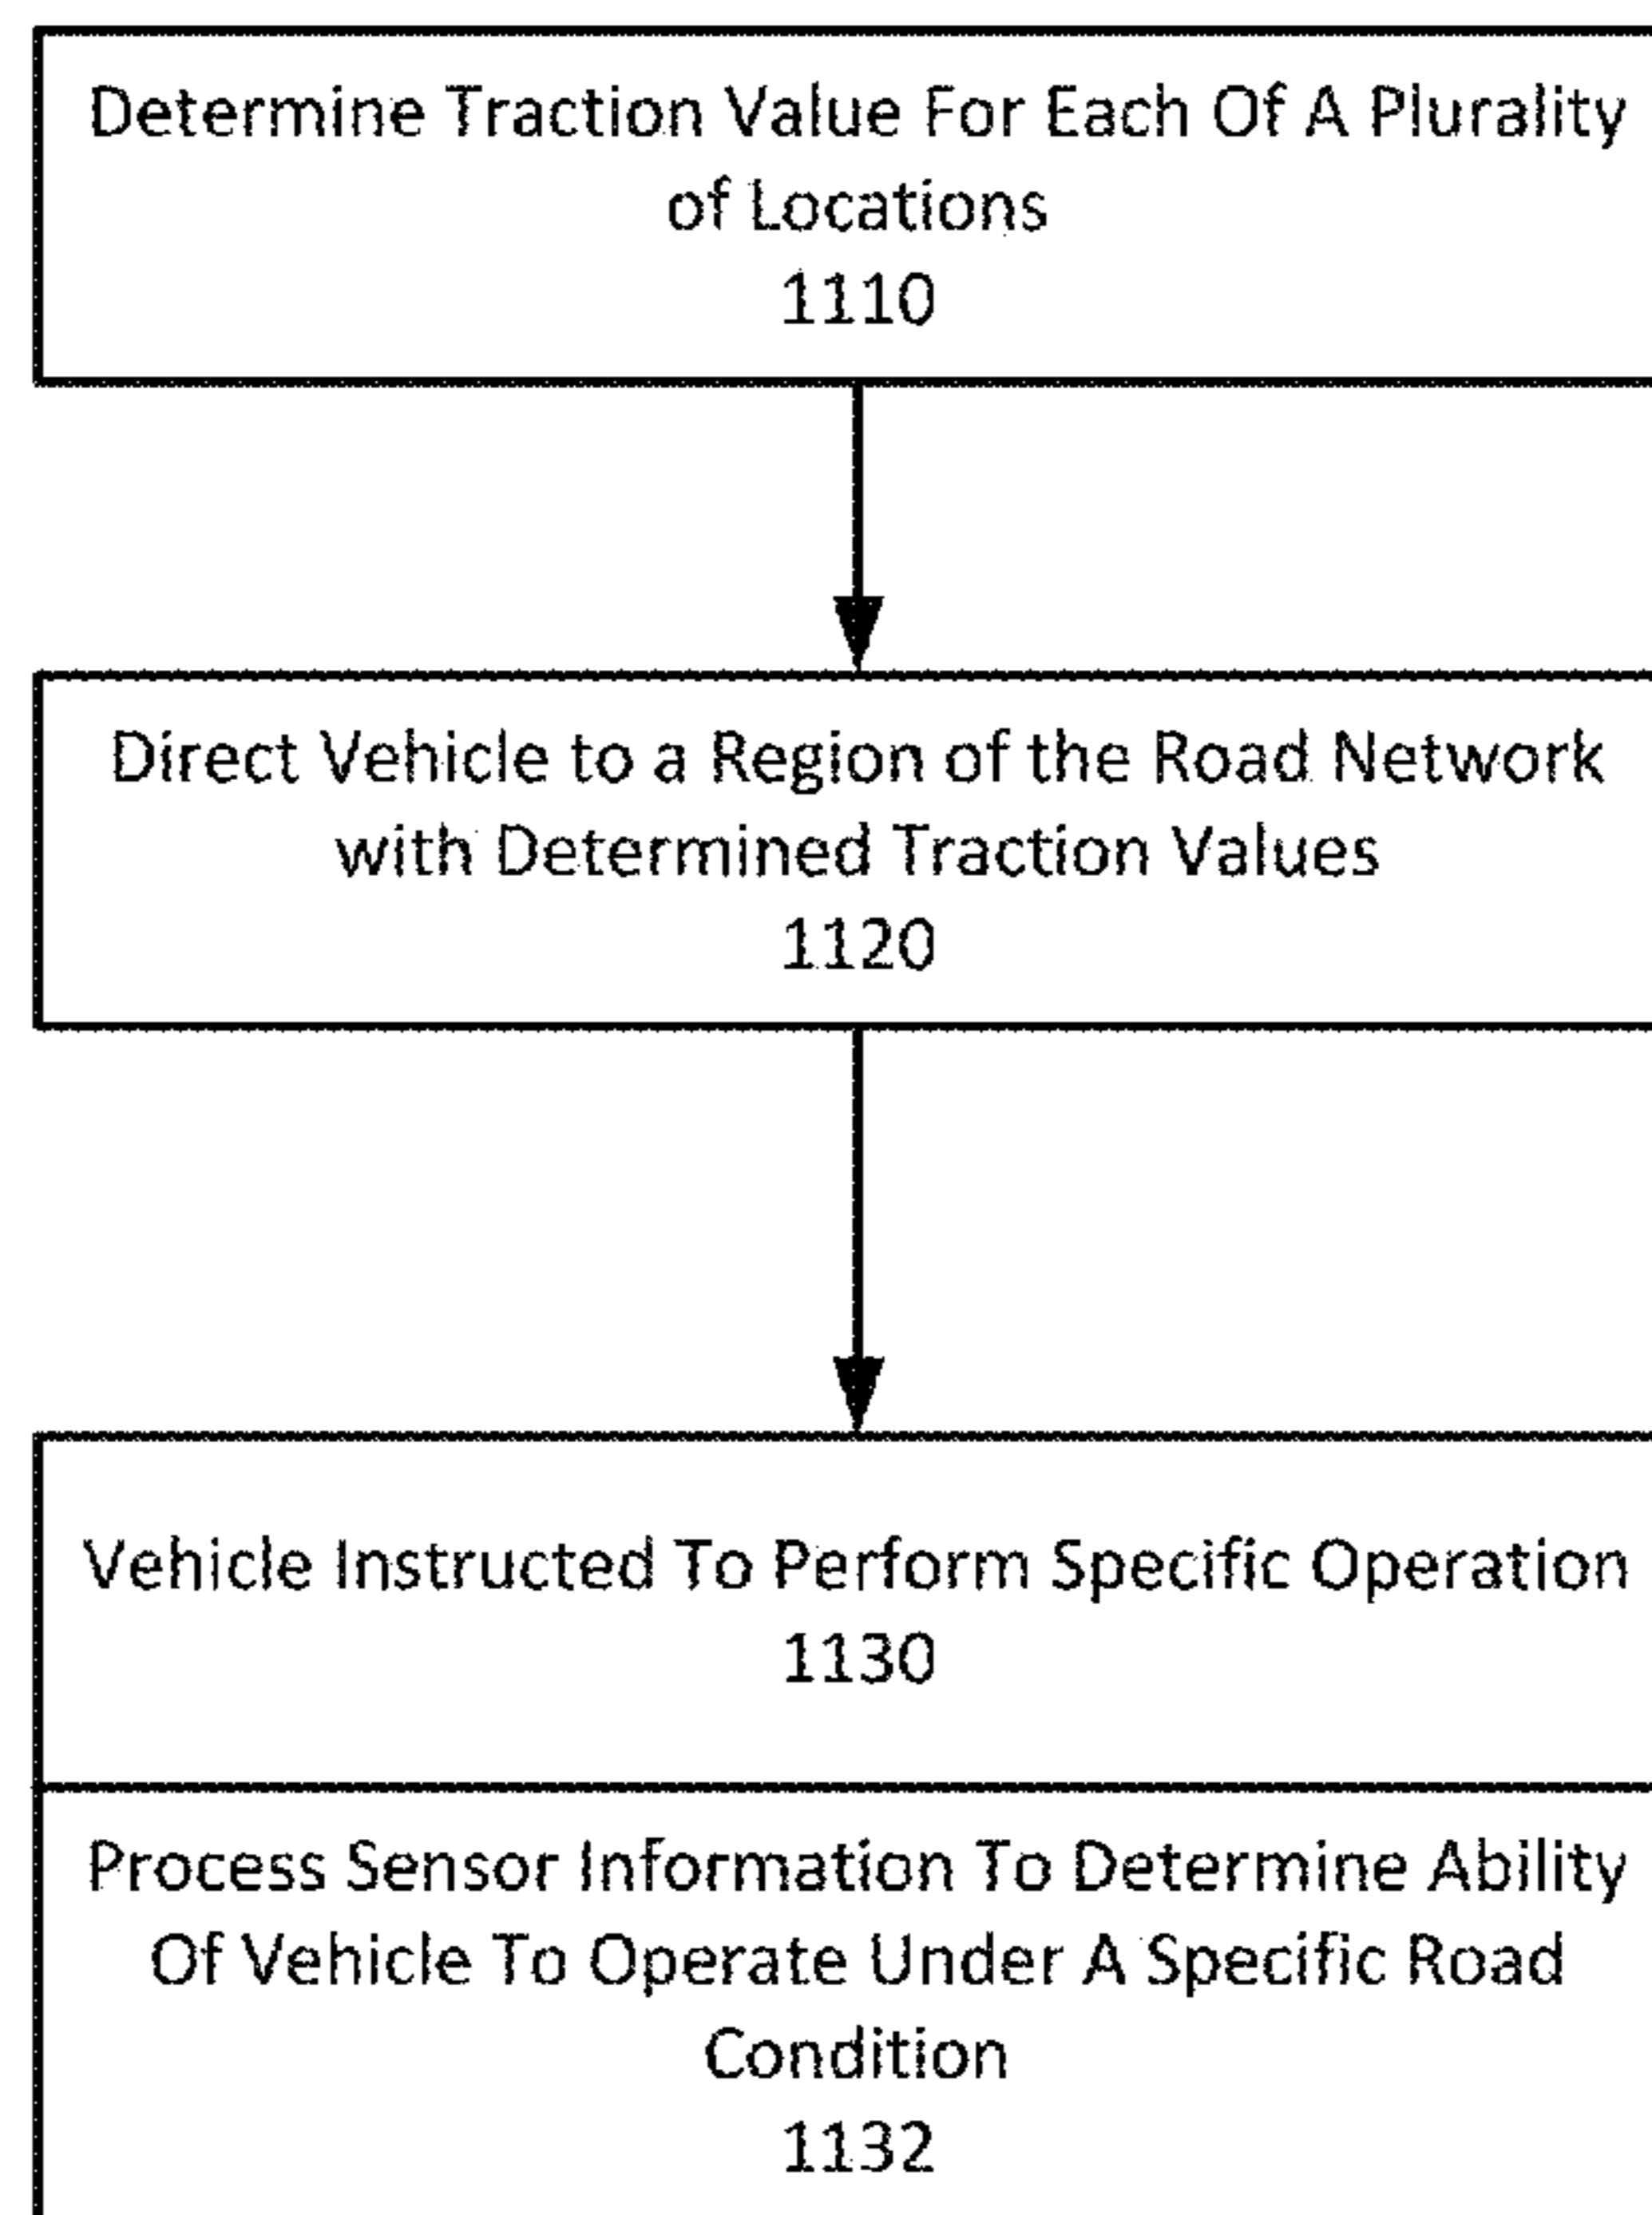 Determine Traction Value For Each Of A Plurality
of Locations
1110
Direct Vehicle to a Region of the Road Network
with Determined Traction Values
1120
Vehicle Instructed To Perform Specific Operation
1130
Process Sensor Information To Determine Ability
Of Vehicle To Operate Under A Specific Road
Condition
1132